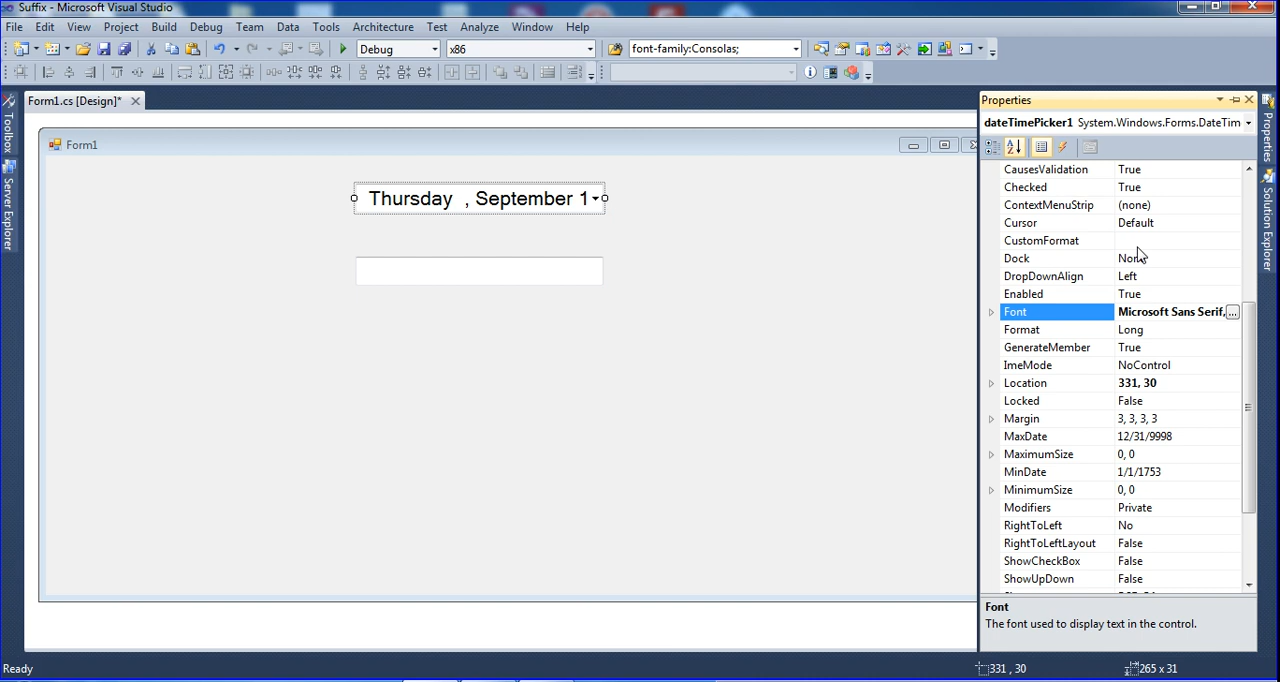 Suffix - Microsoft Visual Studio
File Edit View Project Build Debug Team Data Tools Architecture Test Analyze Window Help
Debug x86 font-family:Consolas;
Form1.cs [Design]*
Toolbox
Server Explorer
Form1
Thursday , September 1
Properties
dateTimePicker1 System.Windows.Forms.DateTim
CausesValidation True
Checked True
ContextMenuStrip (none)
Cursor Default
CustomFormat
Dock None
DropDownAlign Left
Enabled True
Font Microsoft Sans Serif, ...
Format Long
GenerateMember True
ImeMode NoControl
Location 331, 30
Locked False
Margin 3, 3, 3, 3
MaxDate 12/31/9998
MaximumSize 0, 0
MinDate 1/1/1753
MinimumSize 0, 0
Modifiers Private
RightToLeft No
RightToLeftLayout False
ShowCheckBox False
ShowUpDown False
Font
The font used to display text in the control.
Properties
Solution Explorer
Ready 331 , 30 265 x 31